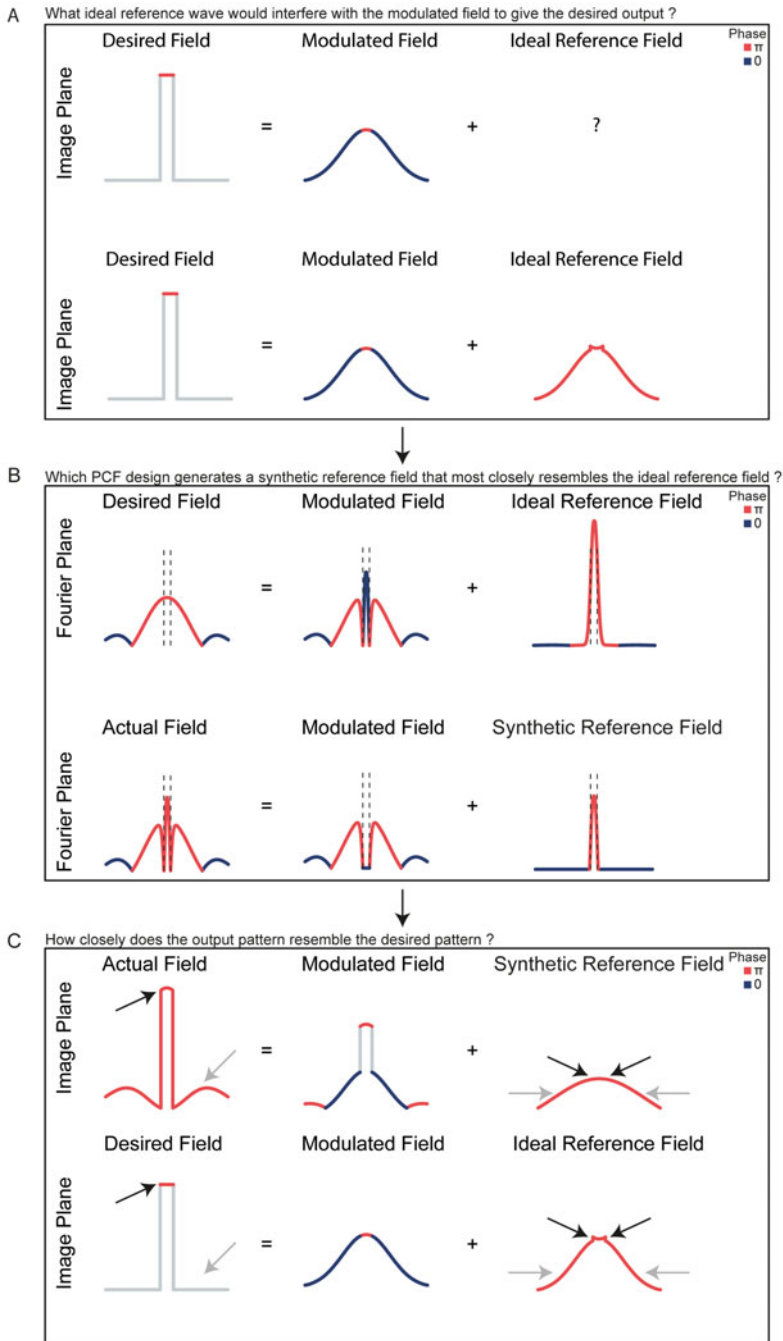 A What ideal reference wave would interfere with the modulated field to give the desired output ?
Desired Field Modulated Field Ideal Reference Field
Phase
π
0
Image Plane
= + ?
Desired Field Modulated Field Ideal Reference Field
Image Plane
= +
B Which PCF design generates a synthetic reference field that most closely resembles the ideal reference field ?
Desired Field Modulated Field Ideal Reference Field
Phase
π
0
Fourier Plane
= +
Actual Field Modulated Field Synthetic Reference Field
Fourier Plane
= +
C How closely does the output pattern resemble the desired pattern ?
Actual Field Modulated Field Synthetic Reference Field
Phase
π
0
Image Plane
= +
Desired Field Modulated Field Ideal Reference Field
Image Plane
= +